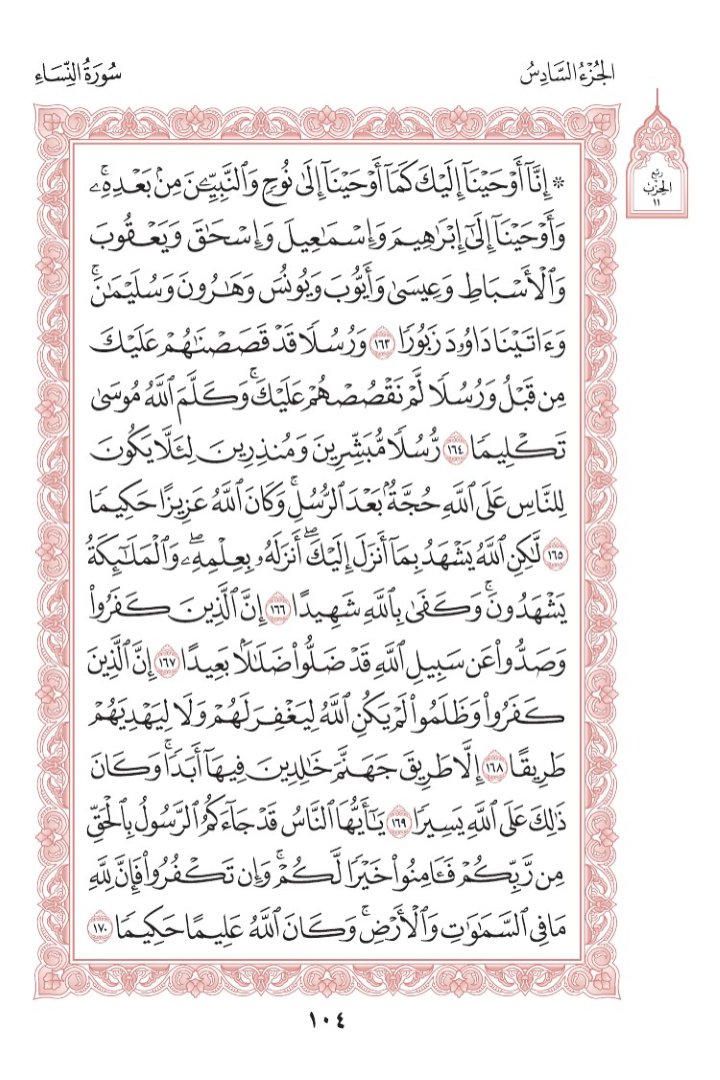 الجُزْءُ السَّادِسُ
سُورَةُ النِّسَاءِ
رُبع
الحِزْب
١١
۞ إِنَّآ أَوْحَيْنَآ إِلَيْكَ كَمَآ أَوْحَيْنَآ إِلَىٰ نُوحٖ وَٱلنَّبِيِّـۧنَ مِنۢ بَعْدِهِۦۚ
وَأَوْحَيْنَآ إِلَىٰٓ إِبْرَٰهِيمَ وَإِسْمَٰعِيلَ وَإِسْحَٰقَ وَيَعْقُوبَ
وَٱلْأَسْبَاطِ وَعِيسَىٰ وَأَيُّوبَ وَيُونُسَ وَهَٰرُونَ وَسُلَيْمَٰنَۚ
وَءَاتَيْنَا دَاوُۥدَ زَبُورٗا ١٦٣ وَرُسُلٗا قَدْ قَصَصْنَٰهُمْ عَلَيْكَ
مِن قَبْلُ وَرُسُلٗا لَّمْ نَقْصُصْهُمْ عَلَيْكَۚ وَكَلَّمَ ٱللَّهُ مُوسَىٰ
تَكْلِيمٗا ١٦٤ رُّسُلٗا مُّبَشِّرِينَ وَمُنذِرِينَ لِئَلَّا يَكُونَ
لِلنَّاسِ عَلَى ٱللَّهِ حُجَّةُۢ بَعْدَ ٱلرُّسُلِۚ وَكَانَ ٱللَّهُ عَزِيزًا حَكِيمٗا
١٦٥ لَّٰكِنِ ٱللَّهُ يَشْهَدُ بِمَآ أَنزَلَ إِلَيْكَۖ أَنزَلَهُۥ بِعِلْمِهِۦۖ وَٱلْمَلَٰٓئِكَةُ
يَشْهَدُونَۚ وَكَفَىٰ بِٱللَّهِ شَهِيدًا ١٦٦ إِنَّ ٱلَّذِينَ كَفَرُواْ
وَصَدُّواْ عَن سَبِيلِ ٱللَّهِ قَدْ ضَلُّواْ ضَلَٰلَۢا بَعِيدًا ١٦٧ إِنَّ ٱلَّذِينَ
كَفَرُواْ وَظَلَمُواْ لَمْ يَكُنِ ٱللَّهُ لِيَغْفِرَ لَهُمْ وَلَا لِيَهْدِيَهُمْ
طَرِيقًا ١٦٨ إِلَّا طَرِيقَ جَهَنَّمَ خَٰلِدِينَ فِيهَآ أَبَدٗاۚ وَكَانَ
ذَٰلِكَ عَلَى ٱللَّهِ يَسِيرٗا ١٦٩ يَٰٓأَيُّهَا ٱلنَّاسُ قَدْ جَآءَكُمُ ٱلرَّسُولُ بِٱلْحَقِّ
مِن رَّبِّكُمْ فَـَٔامِنُواْ خَيْرٗا لَّكُمْۚ وَإِن تَكْفُرُواْ فَإِنَّ لِلَّهِ
مَا فِي ٱلسَّمَٰوَٰتِ وَٱلْأَرْضِۚ وَكَانَ ٱللَّهُ عَلِيمًا حَكِيمٗا ١٧٠
١٠٤